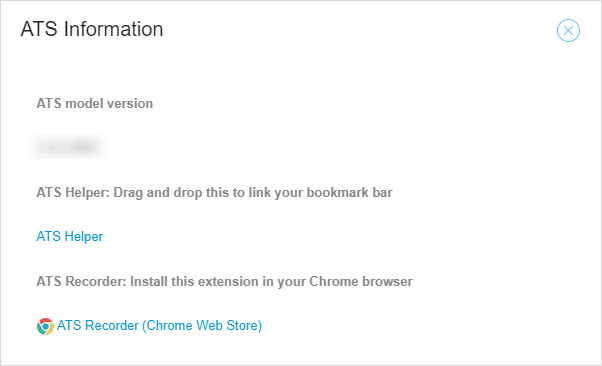 ATS Information
ATS model version
ATS Helper: Drag and drop this to link your bookmark bar
ATS Helper
ATS Recorder: Install this extension in your Chrome browser
ATS Recorder (Chrome Web Store)